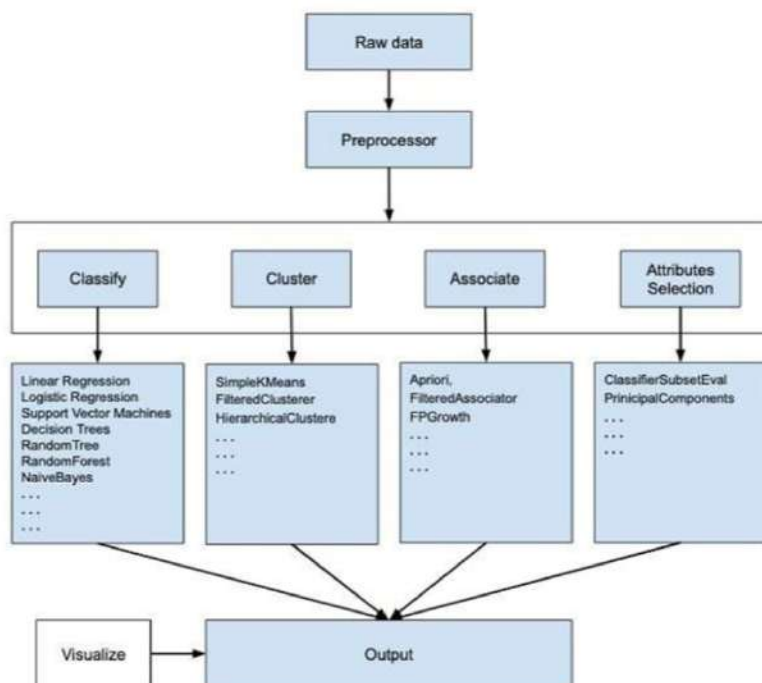 Raw data
Preprocessor
Classify
Cluster
Associate
Attributes
Selection
Linear Regression
Logistic Regression
Support Vector Machines
Decision Trees
RandomTree
RandomForest
NaiveBayes
. . .
. . .
. . .
SimpleKMeans
FilteredClusterer
HierarchicalClustere
. . .
. . .
. . .
Apriori,
FilteredAssociator
FPGrowth
. . .
. . .
. . .
ClassifierSubsetEval
PrinicipalComponents
. . .
. . .
. . .
Visualize
Output